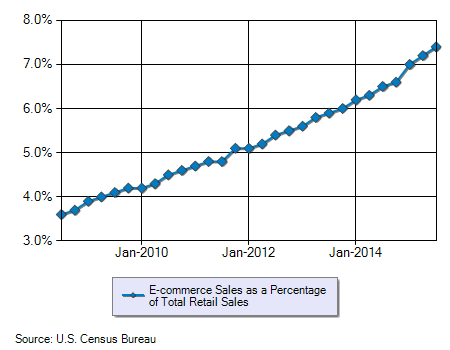 8.0%
7.0%
6.0%
5.0%
4.0%
3.0%
Jan-2010 Jan-2012 Jan-2014
E-commerce Sales as a Percentage
of Total Retail Sales
Source: U.S. Census Bureau